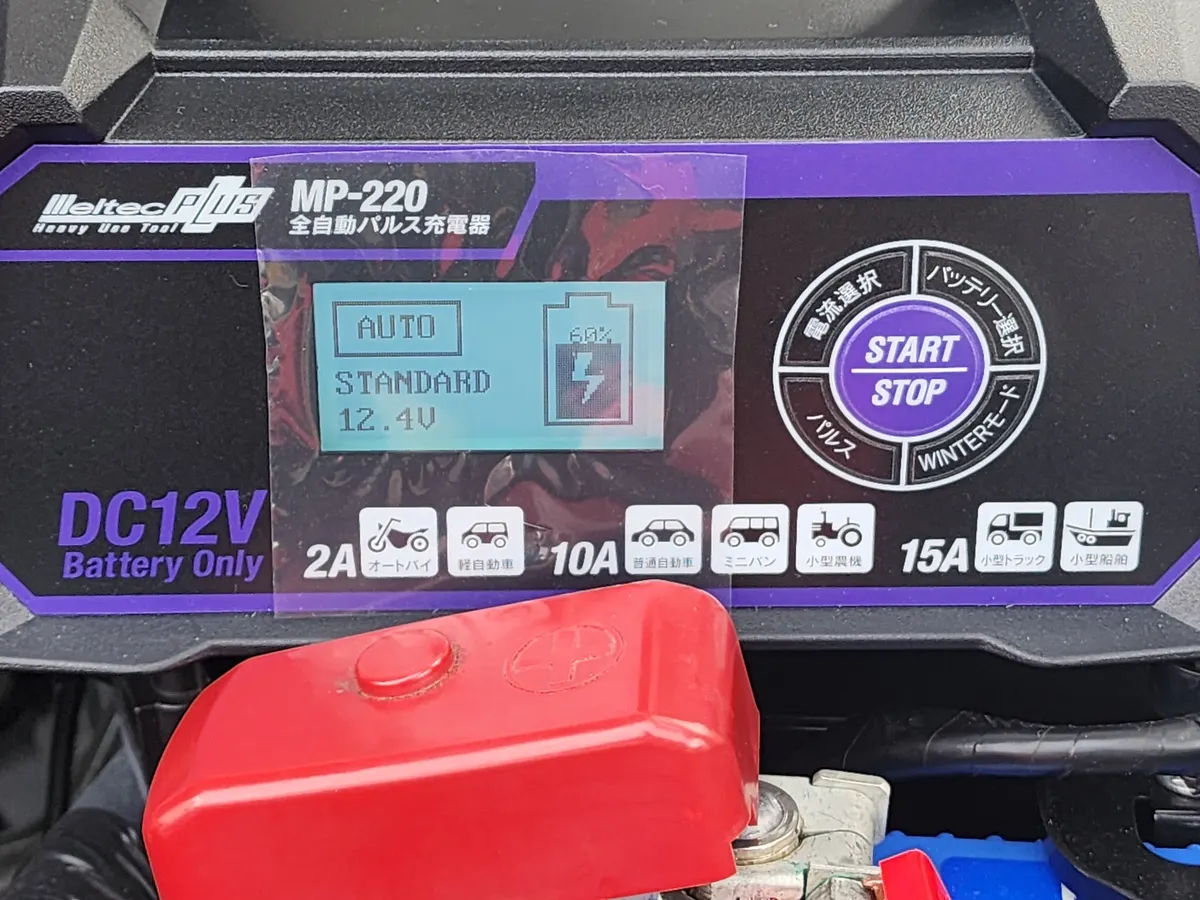 Meltec PLUS
Heavy Use Tool
MP-220
全自動パルス充電器
AUTO
STANDARD
12.4V
60%
電流選択
バッテリー選択
START
STOP
パルス
WINTERモード
DC12V
Battery Only
2A
オートバイ
軽自動車
10A
普通自動車
ミニバン
小型農機
15A
小型トラック
小型船舶